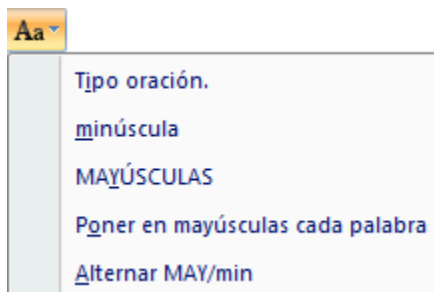 Aa
Tipo oración.
minúscula
MAYÚSCULAS
Poner en mayúsculas cada palabra
Alternar MAY/min